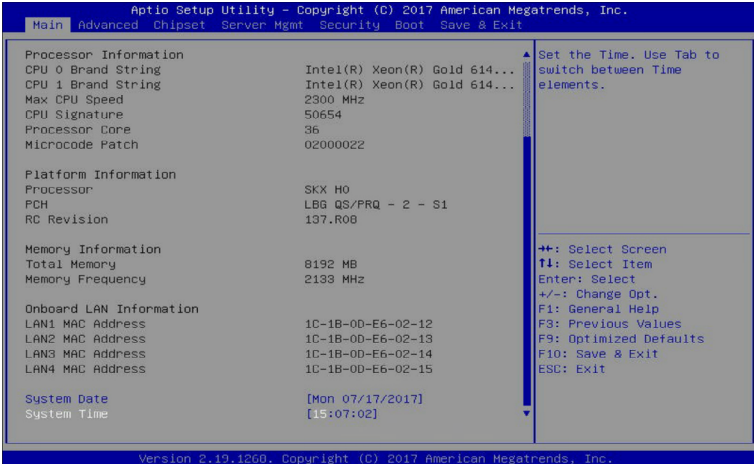 Aptio Setup Utility – Copyright (C) 2017 American Megatrends, Inc.
Main Advanced Chipset Server Mgmt Security Boot Save & Exit
Processor Information
CPU 0 Brand String Intel(R) Xeon(R) Gold 614...
CPU 1 Brand String Intel(R) Xeon(R) Gold 614...
Max CPU Speed 2300 MHz
CPU Signature 50654
Processor Core 36
Microcode Patch 02000022
Platform Information
Processor SKX H0
PCH LBG QS/PRQ - 2 - S1
RC Revision 137.R08
Memory Information
Total Memory 8192 MB
Memory Frequency 2133 MHz
Onboard LAN Information
LAN1 MAC Address 1C-1B-0D-E6-02-12
LAN2 MAC Address 1C-1B-0D-E6-02-13
LAN3 MAC Address 1C-1B-0D-E6-02-14
LAN4 MAC Address 1C-1B-0D-E6-02-15
System Date [Mon 07/17/2017]
System Time [15:07:02]
Set the Time. Use Tab to
switch between Time
elements.
→←: Select Screen
↑↓: Select Item
Enter: Select
+/-: Change Opt.
F1: General Help
F3: Previous Values
F9: Optimized Defaults
F10: Save & Exit
ESC: Exit
Version 2.19.1268. Copyright (C) 2017 American Megatrends, Inc.